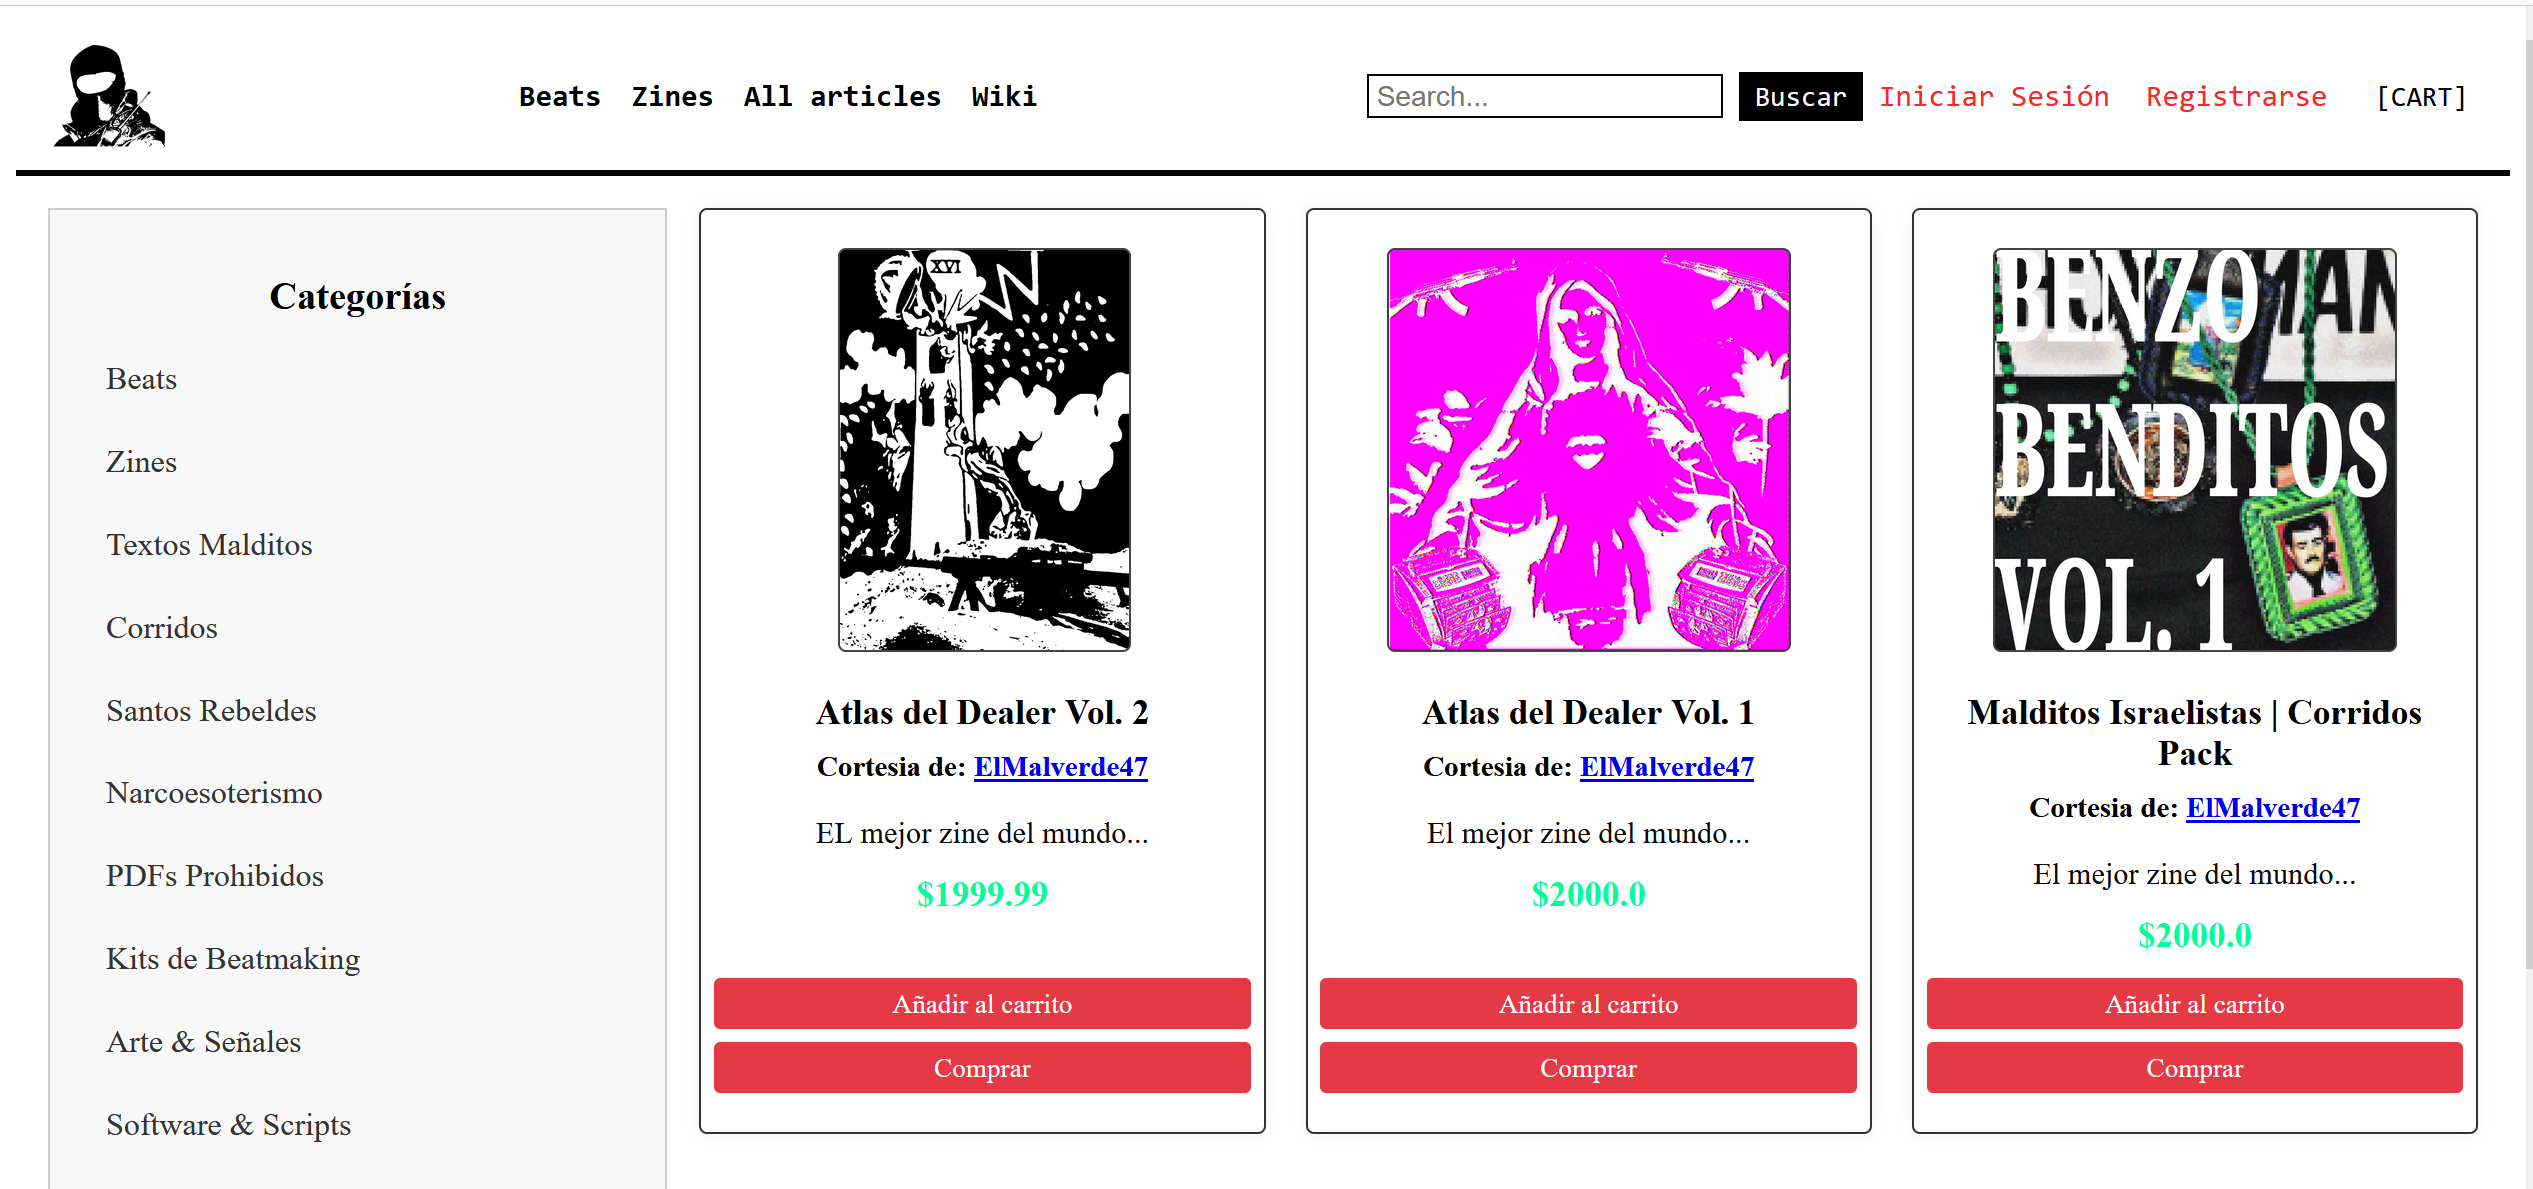 Beats Zines All articles Wiki
Search...
Buscar
Iniciar Sesión
Registrarse
[CART]
Categorías
Beats
Zines
Textos Malditos
Corridos
Santos Rebeldes
Narcoesoterismo
PDFs Prohibidos
Kits de Beatmaking
Arte & Señales
Software & Scripts
XVI
Atlas del Dealer Vol. 2
Cortesia de: ElMalverde47
EL mejor zine del mundo...
$1999.99
Añadir al carrito
Comprar
Atlas del Dealer Vol. 1
Cortesia de: ElMalverde47
El mejor zine del mundo...
$2000.0
Añadir al carrito
Comprar
BENZO
BENDITOS
VOL. 1
Malditos Israelistas | Corridos
Pack
Cortesia de: ElMalverde47
El mejor zine del mundo...
$2000.0
Añadir al carrito
Comprar